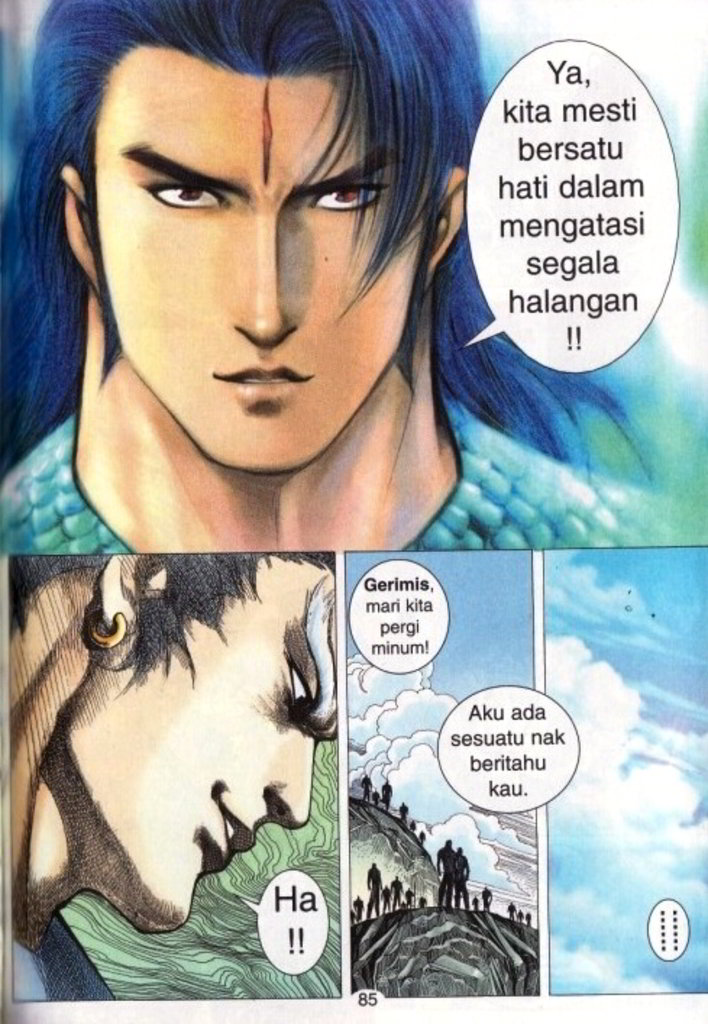 Ya,
kita mesti
bersatu
hati dalam
mengatasi
segala
halangan
!!
Ha
!!
Gerimis,
mari kita
pergi
minum!
Aku ada
sesuatu nak
beritahu
kau.
85